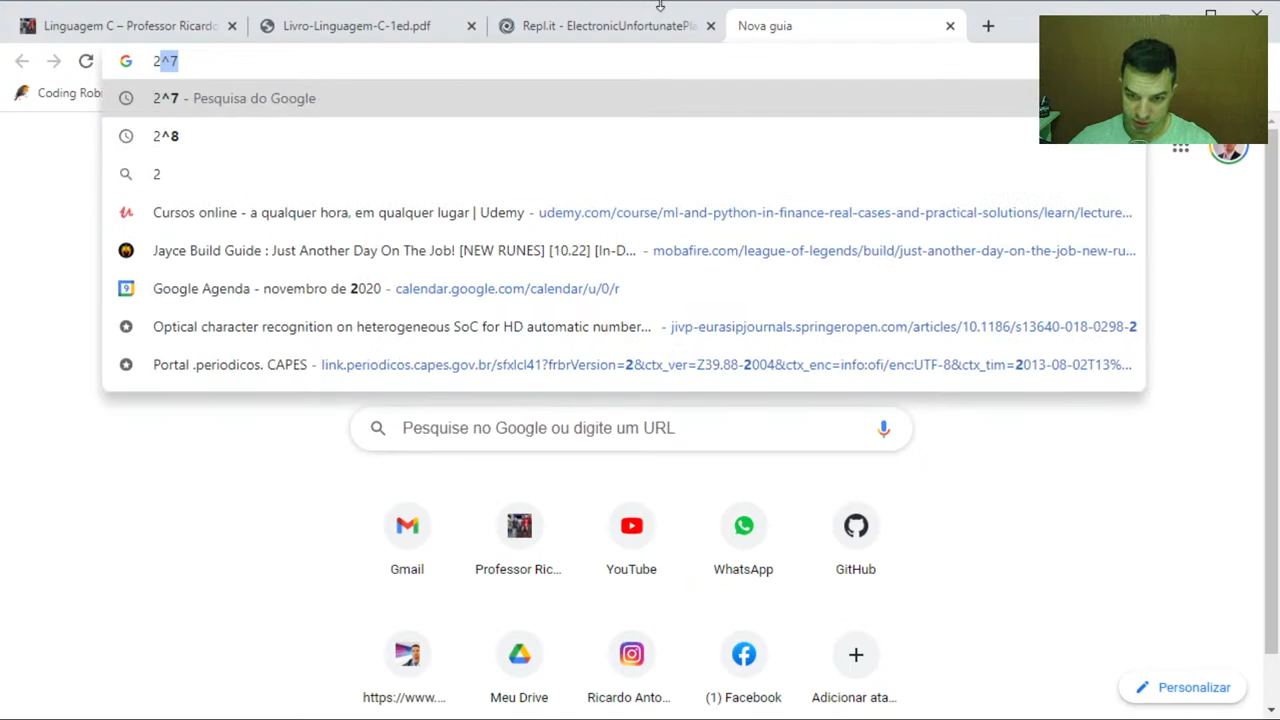 Linguagem C – Professor Ricardo
Livro-Linguagem-C-1ed.pdf
Repl.it - ElectronicUnfortunatePla
Nova guia
2^7
Coding Rob
2^7 - Pesquisa do Google
2^8
2
Cursos online - a qualquer hora, em qualquer lugar | Udemy - udemy.com/course/ml-and-python-in-finance-real-cases-and-practical-solutions/learn/lecture...
Jayce Build Guide : Just Another Day On The Job! [NEW RUNES] [10.22] [In-D... - mobafire.com/league-of-legends/build/just-another-day-on-the-job-new-ru...
Google Agenda - novembro de 2020 - calendar.google.com/calendar/u/0/r
Optical character recognition on heterogeneous SoC for HD automatic number... - jivp-eurasipjournals.springeropen.com/articles/10.1186/s13640-018-0298-2
Portal .periodicos. CAPES - link.periodicos.capes.gov.br/sfxlcl41?frbrVersion=2&ctx_ver=Z39.88-2004&ctx_enc=info:ofi/enc:UTF-8&ctx_tim=2013-08-02T13%...
Pesquise no Google ou digite um URL
Gmail
Professor Ric...
YouTube
WhatsApp
GitHub
https://www....
Meu Drive
Ricardo Anto...
(1) Facebook
Adicionar ata...
Personalizar